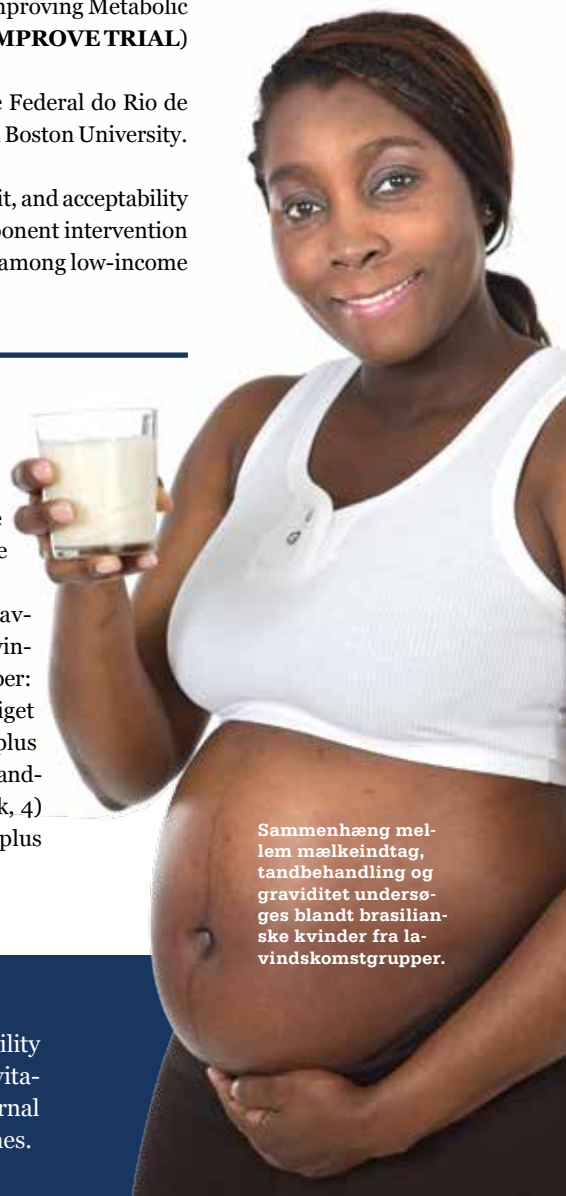 mproving Metabolic
MPROVE TRIAL)
e Federal do Rio de
Boston University.
it, and acceptability
ponent intervention
among low-income
e
e
av-
vin-
per:
iget
plus
and-
k, 4)
plus
Sammenhæng mel-
lem mælkeindtag,
tandbehandling og
graviditet undersø-
ges blandt brasilian-
ske kvinder fra la-
vindskomstgrupper.
ility
vita-
rnal
nes.